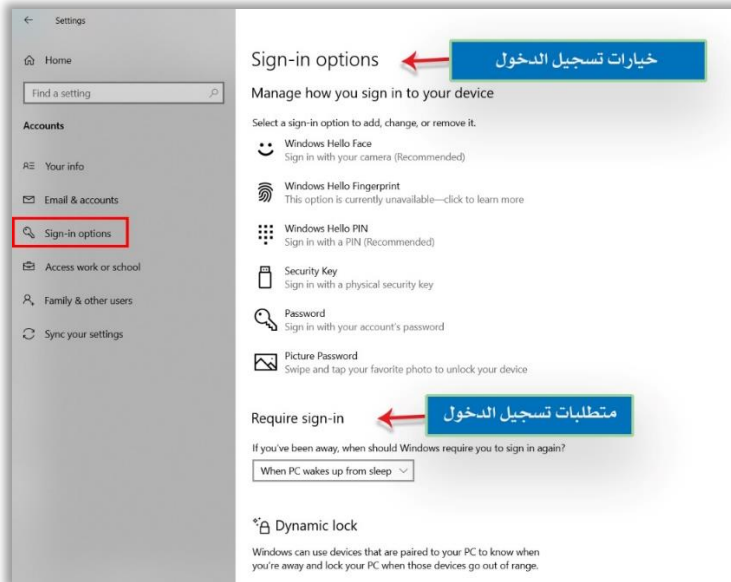 Settings
Home
Find a setting
Accounts
Your info
Email & accounts
Sign-in options
Access work or school
Family & other users
Sync your settings
Sign-in options
خيارات تسجيل الدخول
Manage how you sign in to your device
Select a sign-in option to add, change, or remove it.
Windows Hello Face
Sign in with your camera (Recommended)
Windows Hello Fingerprint
This option is currently unavailable—click to learn more
Windows Hello PIN
Sign in with a PIN (Recommended)
Security Key
Sign in with a physical security key
Password
Sign in with your account's password
Picture Password
Swipe and tap your favorite photo to unlock your device
Require sign-in
متطلبات تسجيل الدخول
If you've been away, when should Windows require you to sign in again?
When PC wakes up from sleep
Dynamic lock
Windows can use devices that are paired to your PC to know when
you're away and lock your PC when those devices go out of range.